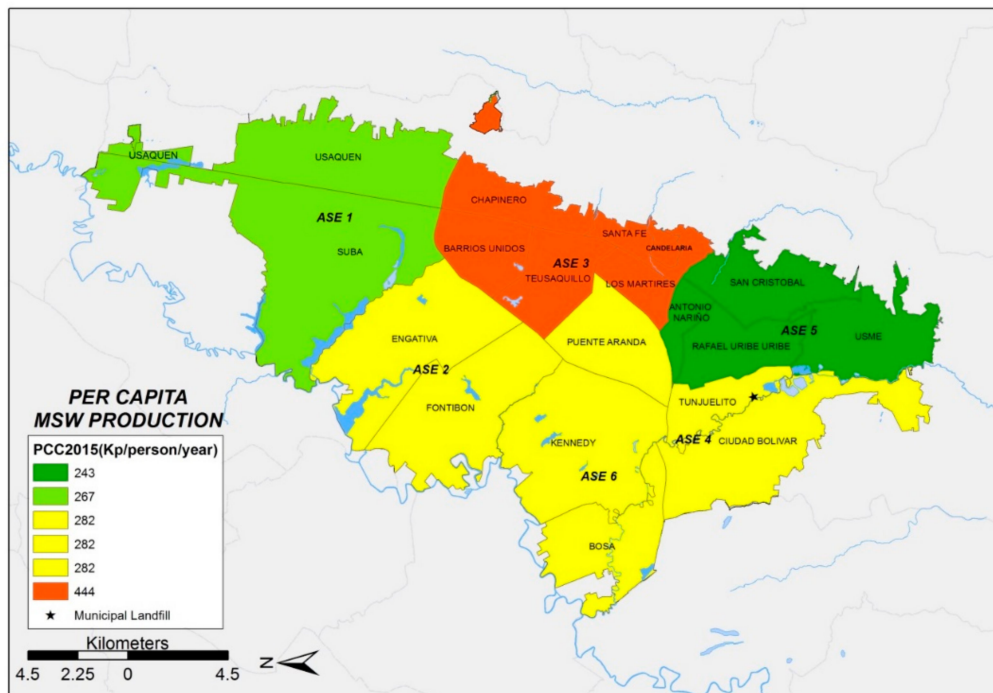 USAQUEN
USAQUEN
ASE 1
SUBA
CHAPINERO
SANTA FE
CANDELARIA
BARRIOS UNIDOS
ASE 3
TEUSAQUILLO
LOS MARTIRES
SAN CRISTOBAL
ANTONIO
NARIÑO
ASE 5
USME
RAFAEL URIBE URIBE
ENGATIVA
PUENTE ARANDA
ASE 2
FONTIBON
TUNJUELITO
KENNEDY
ASE 4
CIUDAD BOLIVAR
ASE 6
BOSA
PER CAPITA
MSW PRODUCTION
PCC2015(Kp/person/year)
243
267
282
282
282
444
Municipal Landfill
Kilometers
4.5 2.25 0 4.5
N